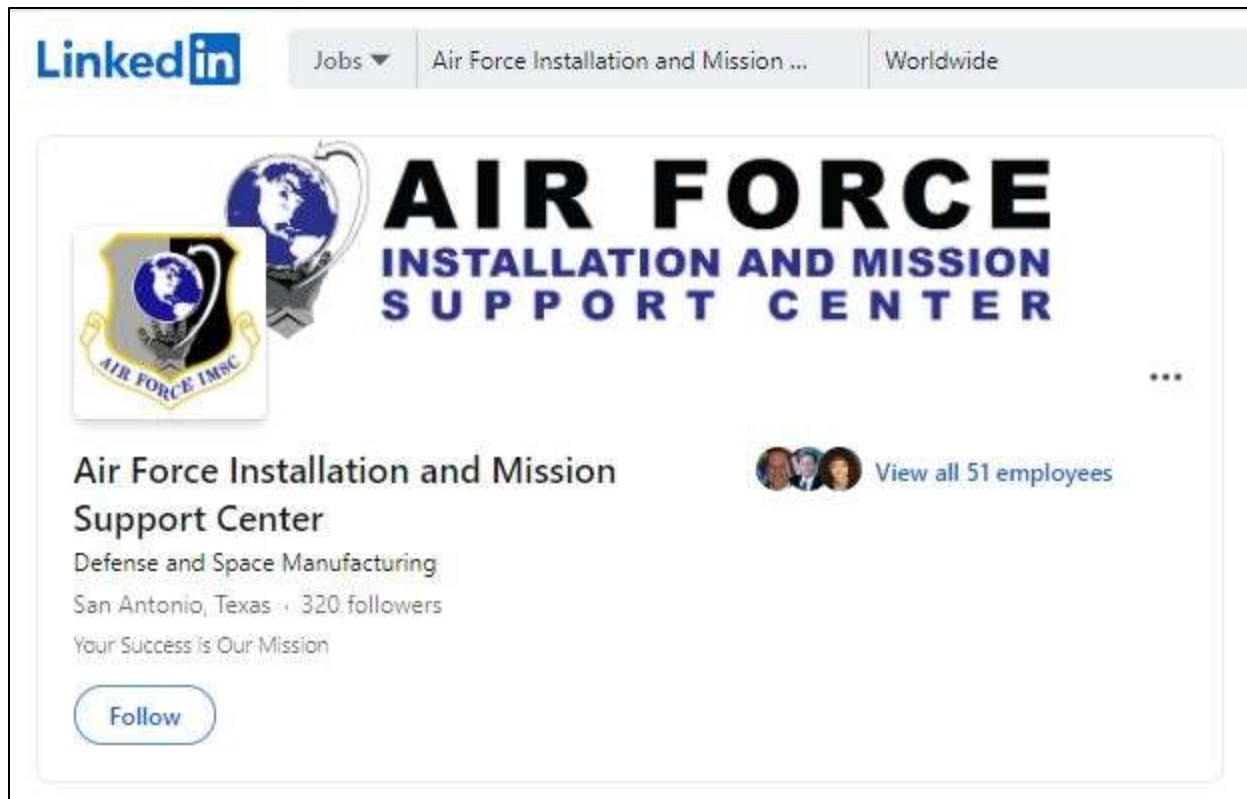 Linked in
Jobs
Air Force Installation and Mission ...
Worldwide
AIR FORCE
INSTALLATION AND MISSION
SUPPORT CENTER
AIR FORCE IMSC
Air Force Installation and Mission
Support Center
View all 51 employees
Defense and Space Manufacturing
San Antonio, Texas · 320 followers
Your Success is Our Mission
Follow